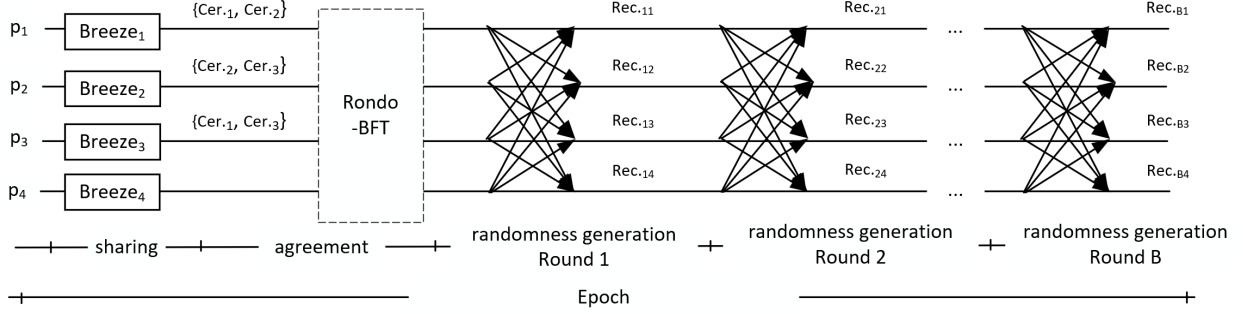 {Cer.₁, Cer.₂} Rec.₁₁ Rec.₂₁ Rec.B1
p₁ Breeze₁ ...
{Cer.₂, Cer.₃} Rec.₁₂ Rec.₂₂ Rec.B2
p₂ Breeze₂ ...
Rondo
-BFT
{Cer.₁, Cer.₃} Rec.₁₃ Rec.₂₃ Rec.B3
p₃ Breeze₃ ...
Rec.₁₄ Rec.₂₄ Rec.B4
p₄ Breeze₄ ...
sharing agreement
randomness generation
Round 1
randomness generation
Round 2
randomness generation
Round B
Epoch